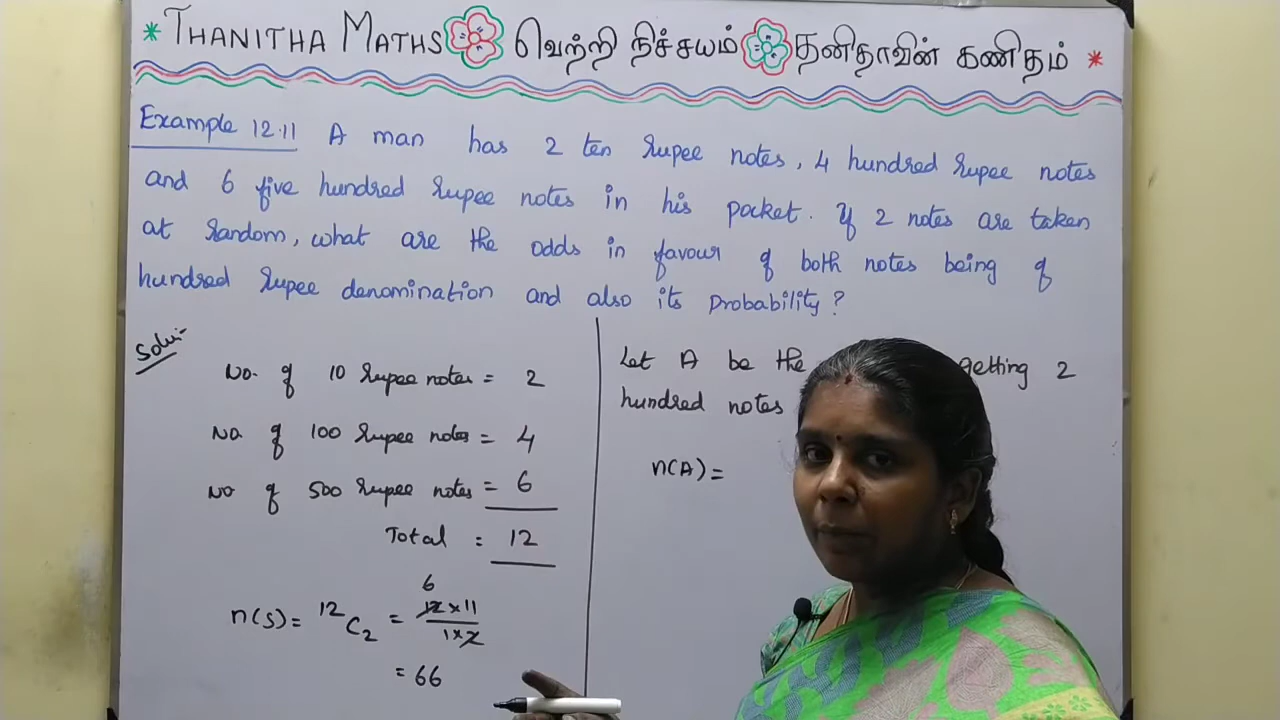 * THANITHA MATHS வெற்றி நிச்சயம் தனிதாவின் கணிதம் *
Example 12.11 A man has 2 ten rupee notes, 4 hundred rupee notes
and 6 five hundred rupee notes in his pocket. If 2 notes are taken
at random, what are the odds in favour of both notes being of
hundred rupee denomination and also its probability?
Soln:-
No. of 10 rupee notes = 2
No. of 100 rupee notes = 4
No of 500 rupee notes = 6
Total = 12
n(S) = 12C2 = 12 x 11 / 1 x 2
6
= 66
Let A be the getting 2
hundred notes
n(A) =